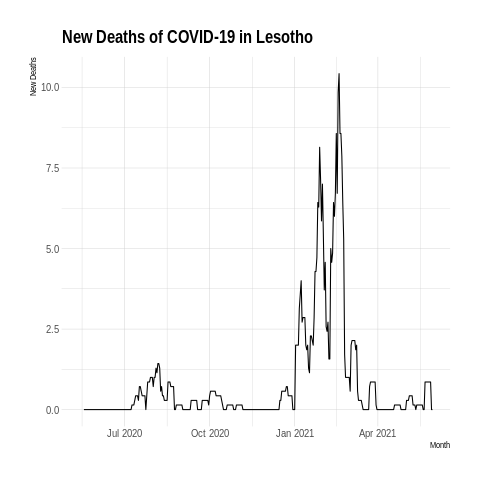 New Deaths of COVID-19 in Lesotho
New Deaths
10.0
7.5
5.0
2.5
0.0
Jul 2020 Oct 2020 Jan 2021 Apr 2021
Month